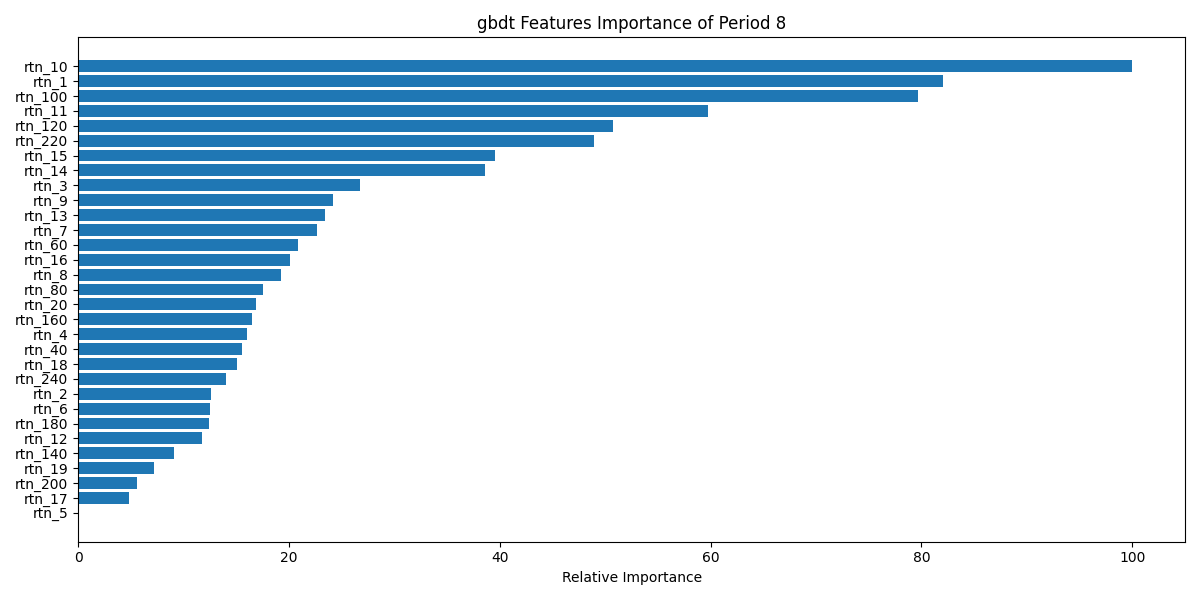 gbdt Features Importance of Period 8
rtn_10
rtn_1
rtn_100
rtn_11
rtn_120
rtn_220
rtn_15
rtn_14
rtn_3
rtn_9
rtn_13
rtn_7
rtn_60
rtn_16
rtn_8
rtn_80
rtn_20
rtn_160
rtn_4
rtn_40
rtn_18
rtn_240
rtn_2
rtn_6
rtn_180
rtn_12
rtn_140
rtn_19
rtn_200
rtn_17
rtn_5
0 20 40 60 80 100
Relative Importance